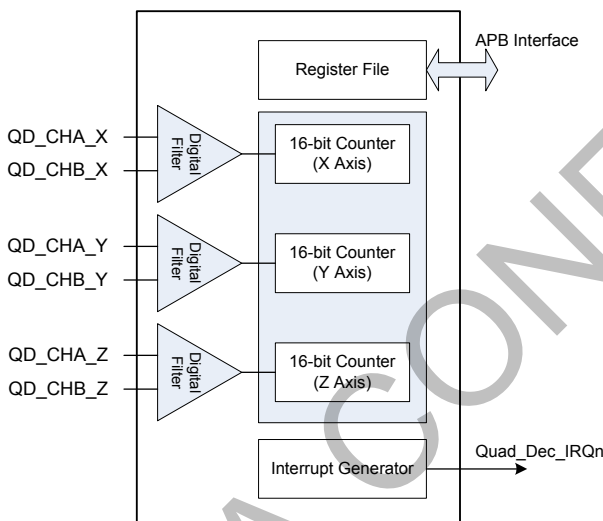 APB Interface
Register File
QD_CHA_X
QD_CHB_X
Digital
Filter
16-bit Counter
(X Axis)
QD_CHA_Y
QD_CHB_Y
Digital
Filter
16-bit Counter
(Y Axis)
QD_CHA_Z
QD_CHB_Z
Digital
Filter
16-bit Counter
(Z Axis)
Interrupt Generator
Quad_Dec_IRQn